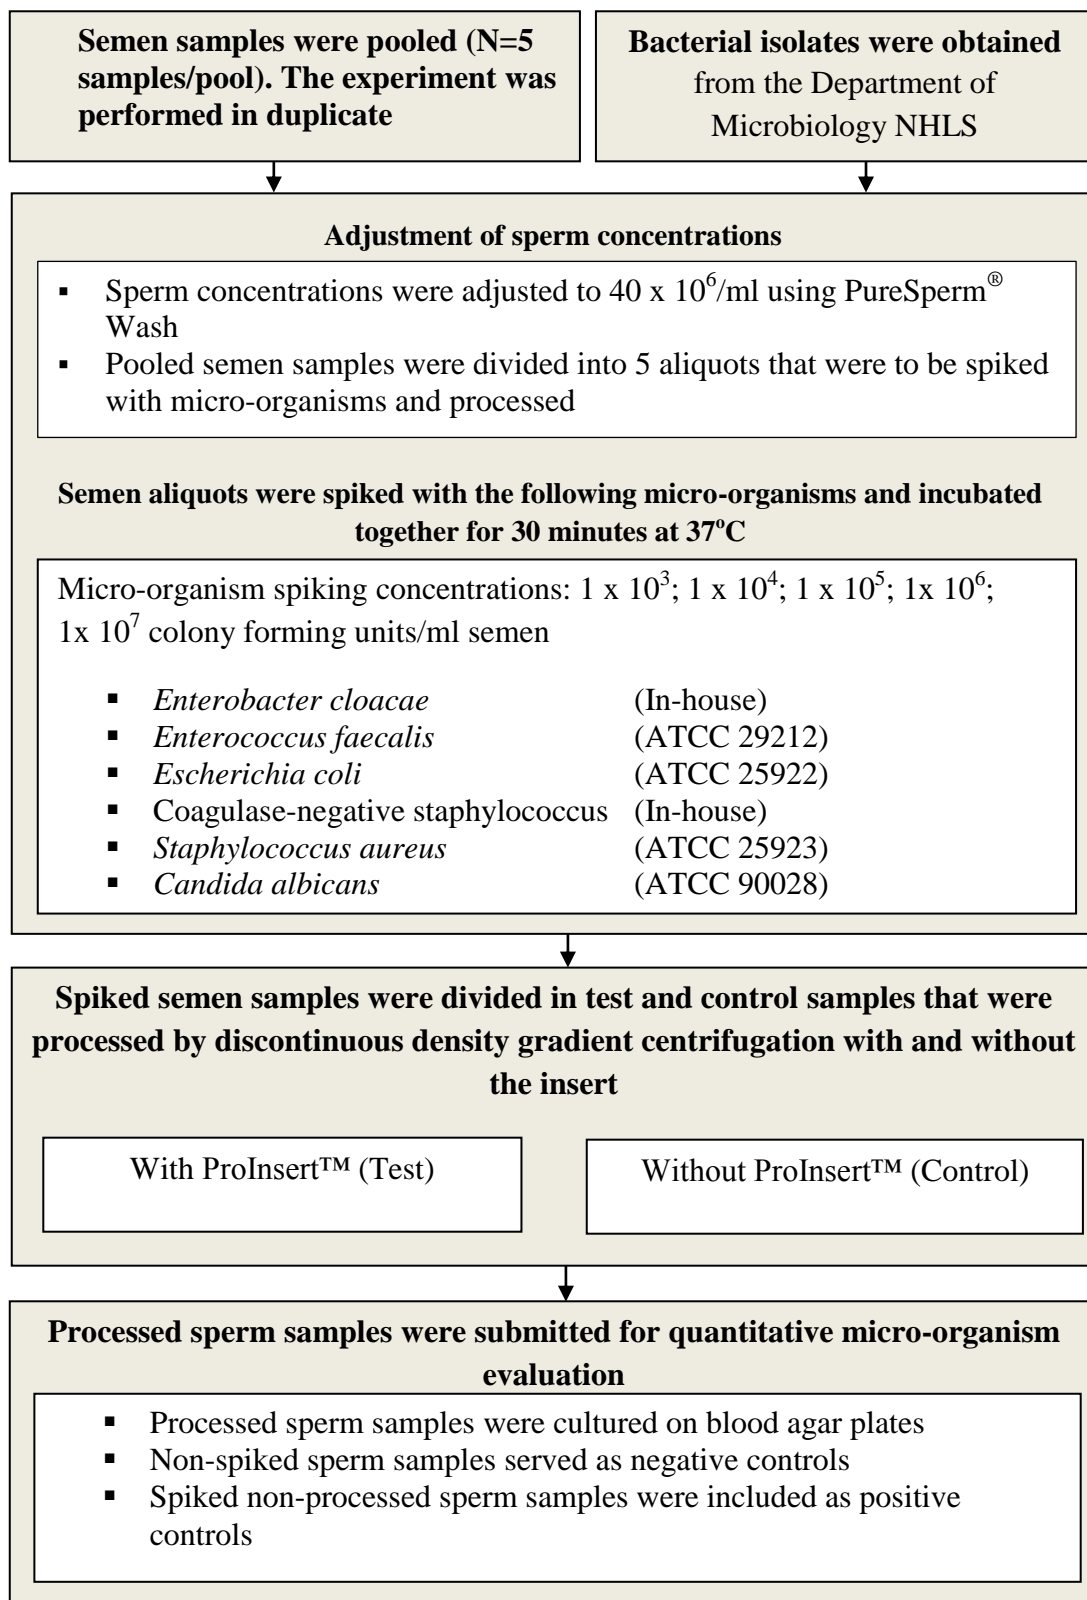 Semen samples were pooled (N=5
samples/pool). The experiment was
performed in duplicate
Bacterial isolates were obtained
from the Department of
Microbiology NHLS
Adjustment of sperm concentrations
▪ Sperm concentrations were adjusted to 40 x 10⁶/ml using PureSperm®
Wash
▪ Pooled semen samples were divided into 5 aliquots that were to be spiked
with micro-organisms and processed
Semen aliquots were spiked with the following micro-organisms and incubated
together for 30 minutes at 37°C
Micro-organism spiking concentrations: 1 x 10³; 1 x 10⁴; 1 x 10⁵; 1x 10⁶;
1x 10⁷ colony forming units/ml semen
▪ Enterobacter cloacae (In-house)
▪ Enterococcus faecalis (ATCC 29212)
▪ Escherichia coli (ATCC 25922)
▪ Coagulase-negative staphylococcus (In-house)
▪ Staphylococcus aureus (ATCC 25923)
▪ Candida albicans (ATCC 90028)
Spiked semen samples were divided in test and control samples that were
processed by discontinuous density gradient centrifugation with and without
the insert
With ProInsert™ (Test)
Without ProInsert™ (Control)
Processed sperm samples were submitted for quantitative micro-organism
evaluation
▪ Processed sperm samples were cultured on blood agar plates
▪ Non-spiked sperm samples served as negative controls
▪ Spiked non-processed sperm samples were included as positive
controls